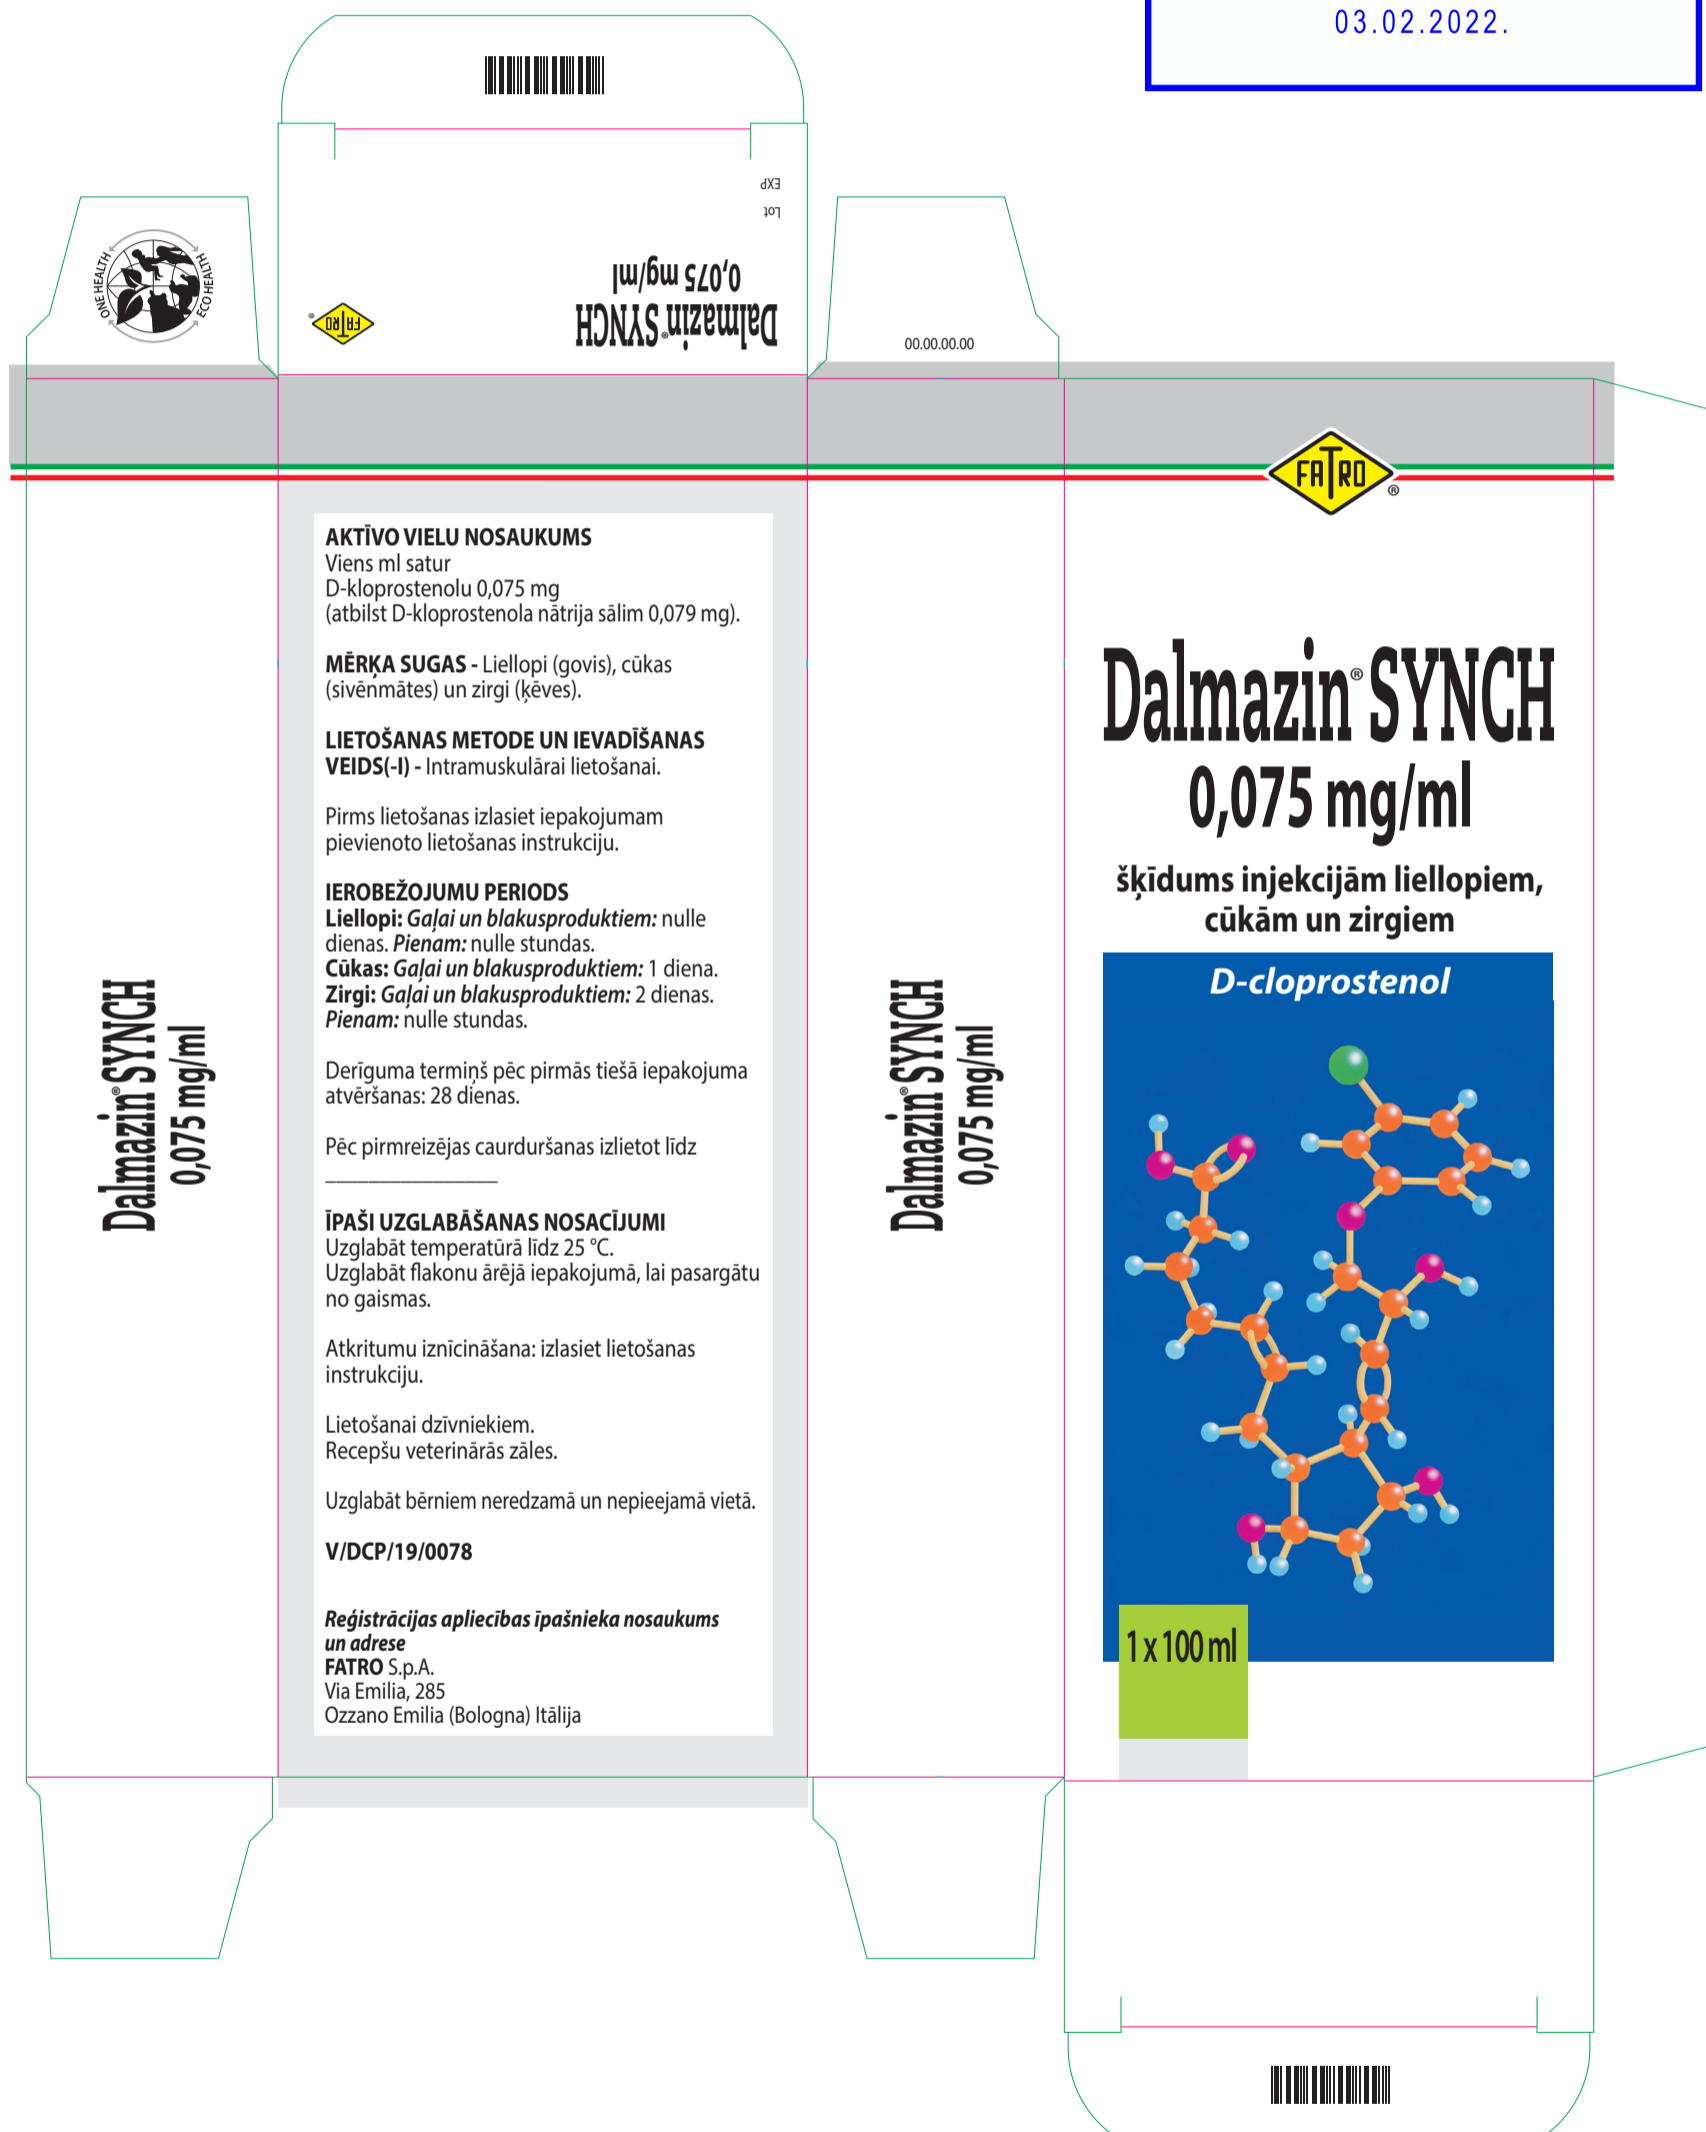 03.02.2022.
EXP
Lot
Dalmazin® SYNCH
0,075 mg/ml
FATRO ®
ONE HEALTH
ECO HEALTH
00.00.00.00
FATRO ®
Dalmazin® SYNCH
0,075 mg/ml
AKTĪVO VIELU NOSAUKUMS
Viens ml satur
D-kloprostenolu 0,075 mg
(atbilst D-kloprostenola nātrija sālim 0,079 mg).
MĒRĶA SUGAS - Liellopi (govis), cūkas
(sivēnmātes) un zirgi (ķēves).
LIETOŠANAS METODE UN IEVADĪŠANAS
VEIDS(-I) - Intramuskulārai lietošanai.
Pirms lietošanas izlasiet iepakojumam
pievienoto lietošanas instrukciju.
IEROBEŽOJUMU PERIODS
Liellopi: Gaļai un blakusproduktiem: nulle
dienas. Pienam: nulle stundas.
Cūkas: Gaļai un blakusproduktiem: 1 diena.
Zirgi: Gaļai un blakusproduktiem: 2 dienas.
Pienam: nulle stundas.
Derīguma termiņš pēc pirmās tiešā iepakojuma
atvēršanas: 28 dienas.
Pēc pirmreizējas caurduršanas izlietot līdz
________________
ĪPAŠI UZGLABĀŠANAS NOSACĪJUMI
Uzglabāt temperatūrā līdz 25 °C.
Uzglabāt flakonu ārējā iepakojumā, lai pasargātu
no gaismas.
Atkritumu iznīcināšana: izlasiet lietošanas
instrukciju.
Lietošanai dzīvniekiem.
Recepšu veterinārās zāles.
Uzglabāt bērniem neredzamā un nepieejamā vietā.
V/DCP/19/0078
Reģistrācijas apliecības īpašnieka nosaukums
un adrese
FATRO S.p.A.
Via Emilia, 285
Ozzano Emilia (Bologna) Itālija
Dalmazin® SYNCH
0,075 mg/ml
Dalmazin® SYNCH
0,075 mg/ml
šķīdums injekcijām liellopiem,
cūkām un zirgiem
D-cloprostenol
1 x 100 ml